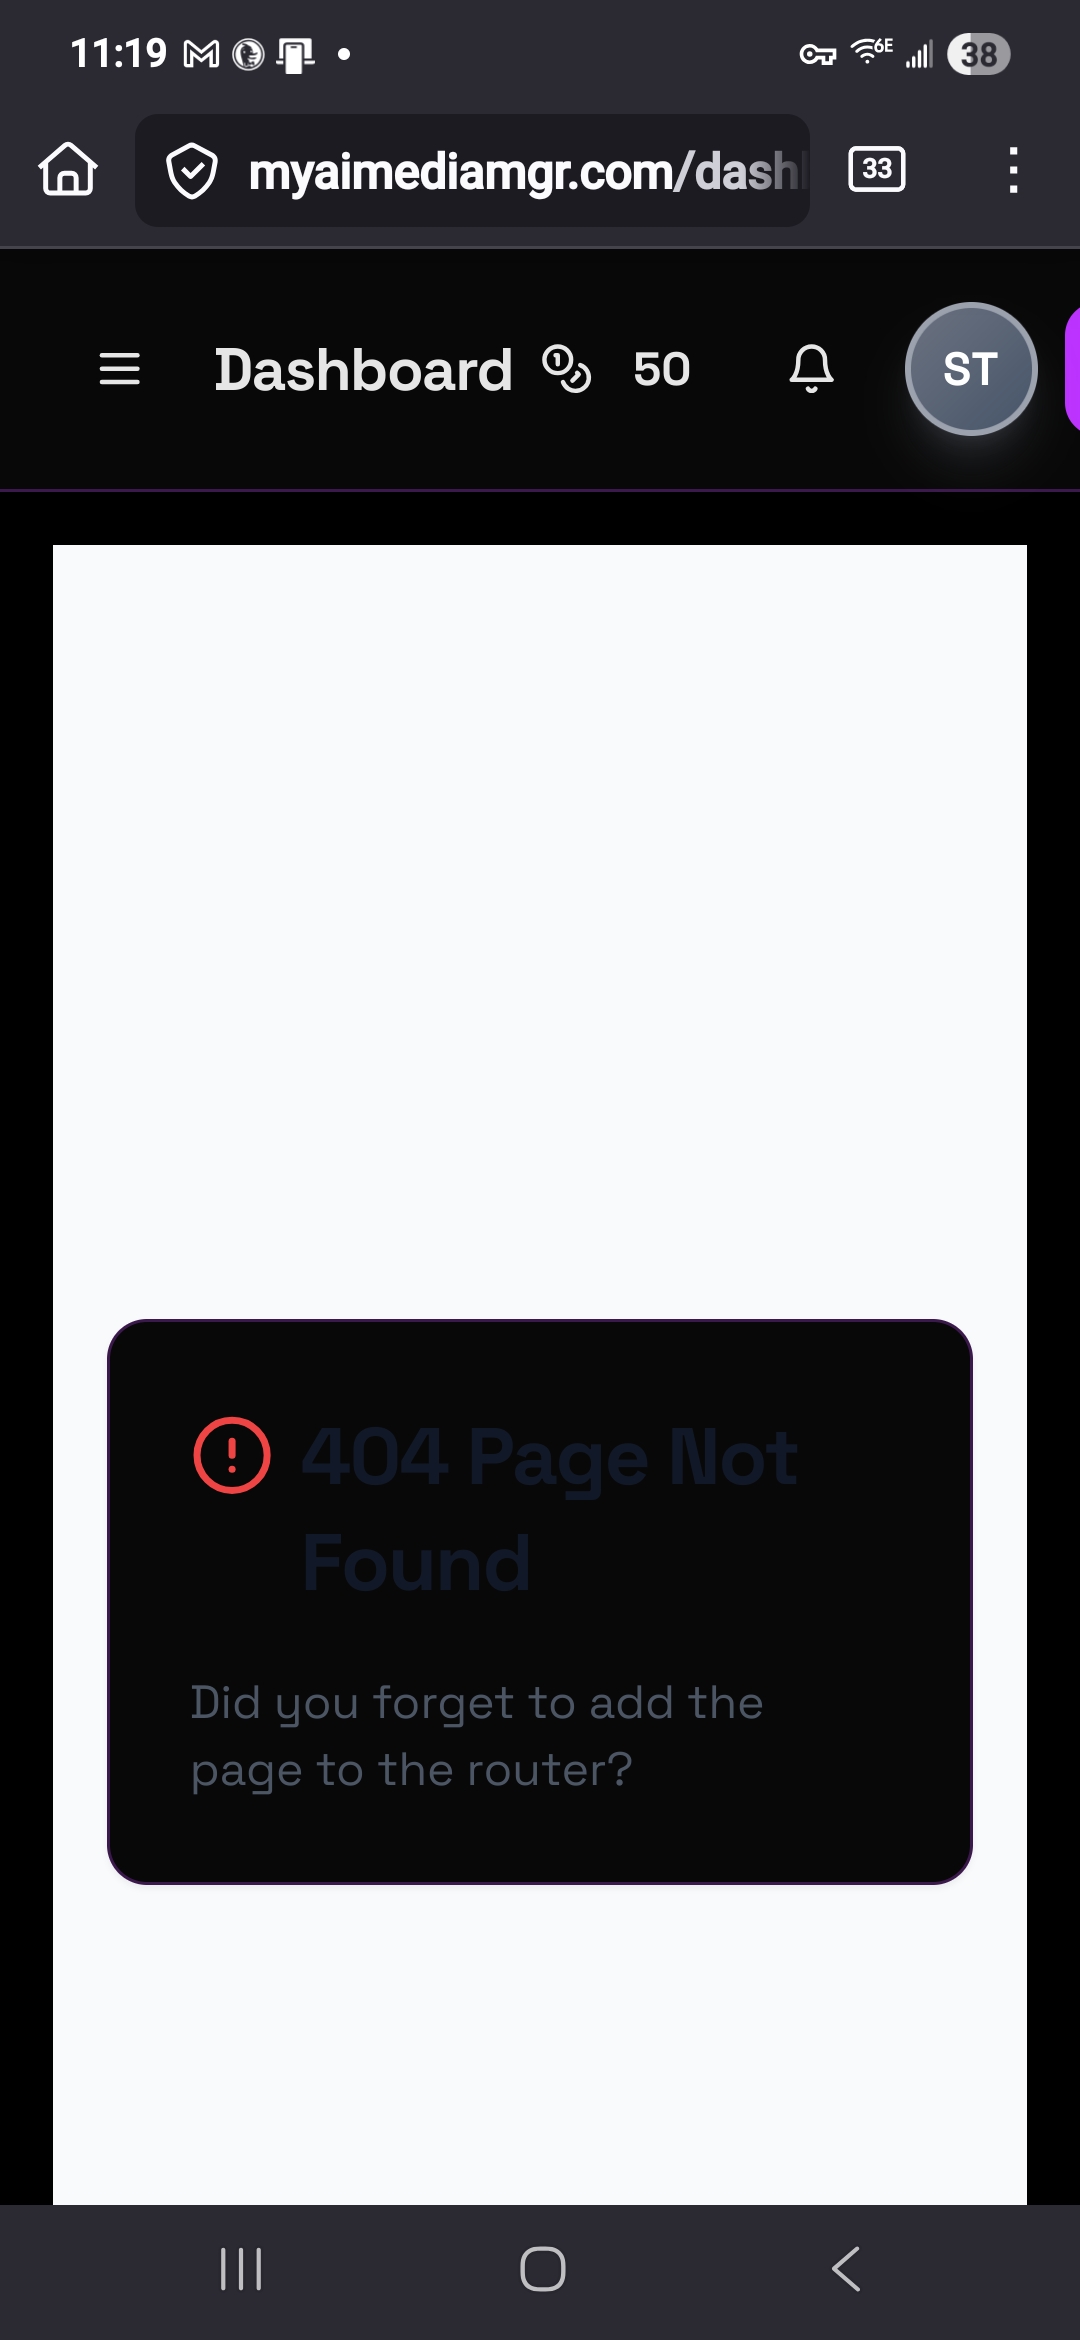 11:19
6E
38
myaimediamgr.com/dash
33
Dashboard
50
ST
404 Page Not
Found
Did you forget to add the
page to the router?